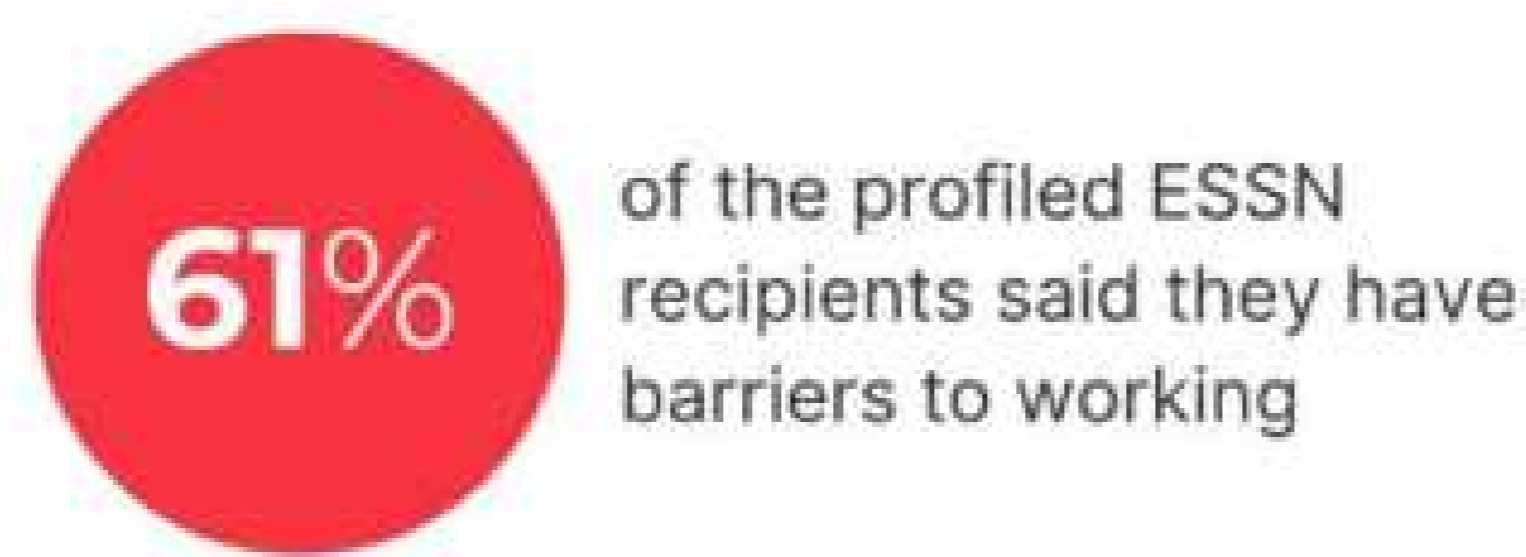 61%
of the profiled ESSN
recipients said they have
barriers to working